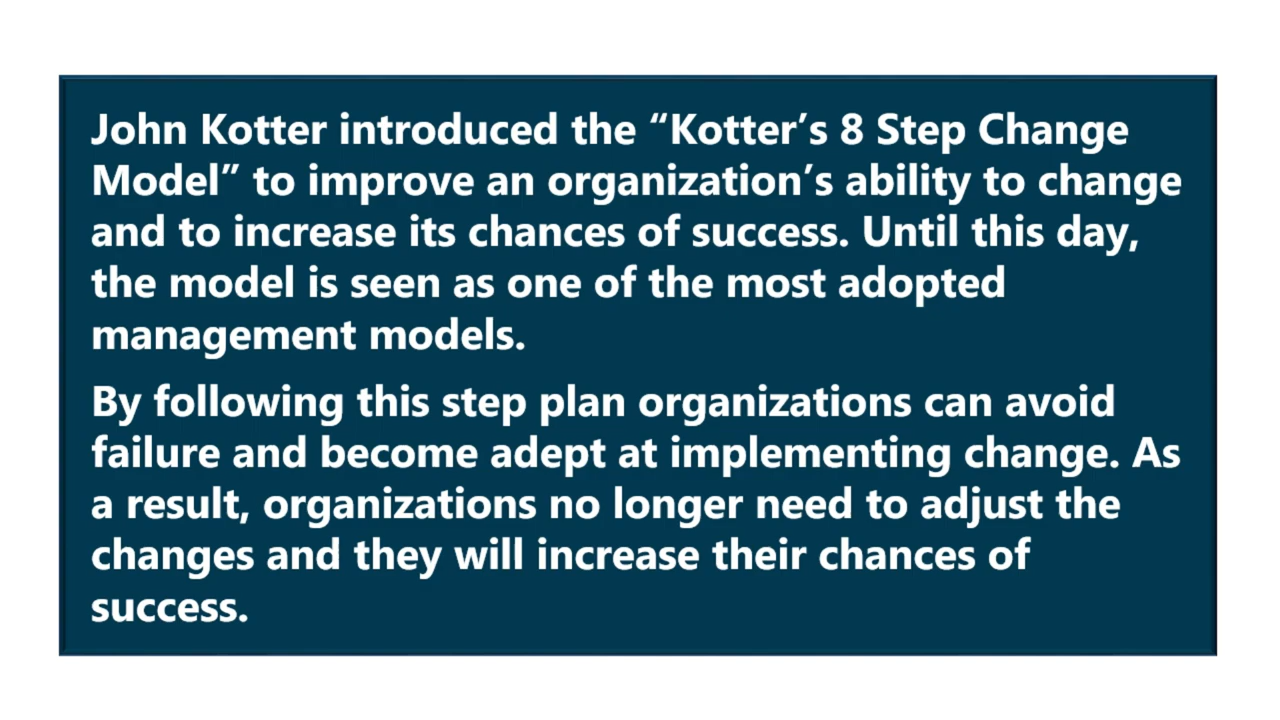 John Kotter introduced the “Kotter’s 8 Step Change
Model” to improve an organization’s ability to change
and to increase its chances of success. Until this day,
the model is seen as one of the most adopted
management models.
By following this step plan organizations can avoid
failure and become adept at implementing change. As
a result, organizations no longer need to adjust the
changes and they will increase their chances of
success.